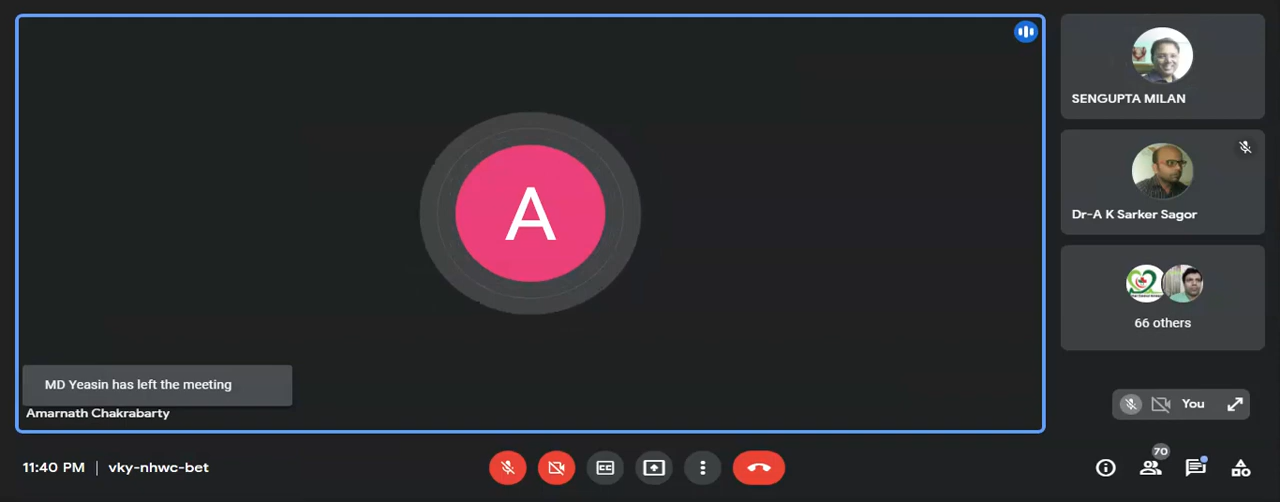 A
SENGUPTA MILAN
Dr-A K Sarker Sagor
66 others
MD Yeasin has left the meeting
Amarnath Chakrabarty
You
11:40 PM | vky-nhwc-bet
CC
70